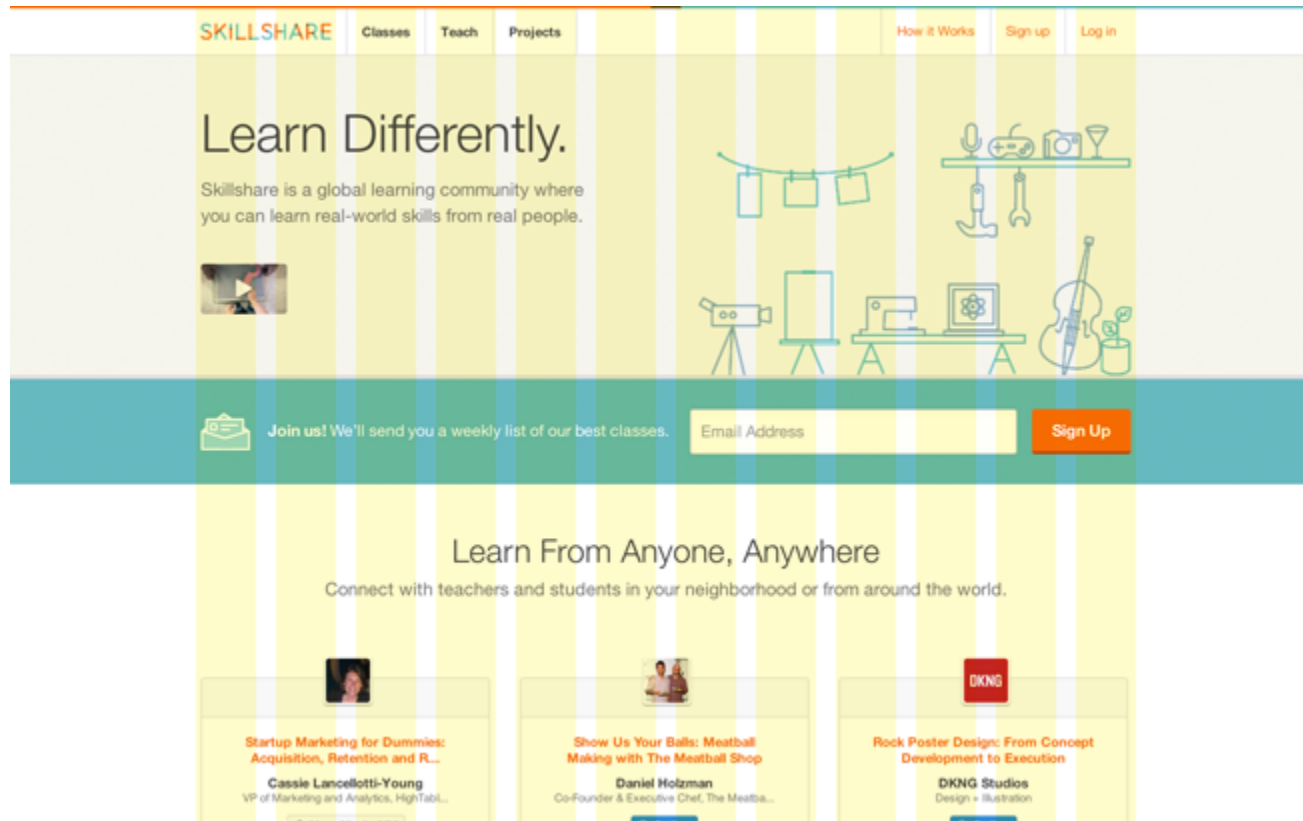 SKILLSHARE Classes Teach Projects How it Works Sign up Log in
Learn Differently.
Skillshare is a global learning community where
you can learn real-world skills from real people.
Join us! We'll send you a weekly list of our best classes. Email Address Sign Up
Learn From Anyone, Anywhere
Connect with teachers and students in your neighborhood or from around the world.
DKNG
Startup Marketing for Dummies:
Acquisition, Retention and R...
Cassie Lancellotti-Young
VP of Marketing and Analytics, HighTabl...
Show Us Your Balls: Meatball
Making with The Meatball Shop
Daniel Holzman
Co-Founder & Executive Chef, The Meatba...
Rock Poster Design: From Concept
Development to Execution
DKNG Studios
Design + Illustration